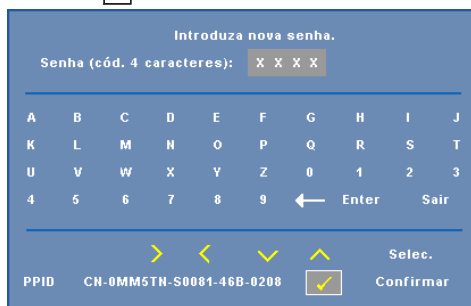 Introduza nova senha.
Senha (cód. 4 caracteres): X X X X
A B C D E F G H I J
K L M N O P Q R S T
U V W X Y Z 0 1 2 3
4 5 6 7 8 9 Enter Sair
Selec.
PPID CN-0MM5TN-S0081-46B-0208 Confirmar